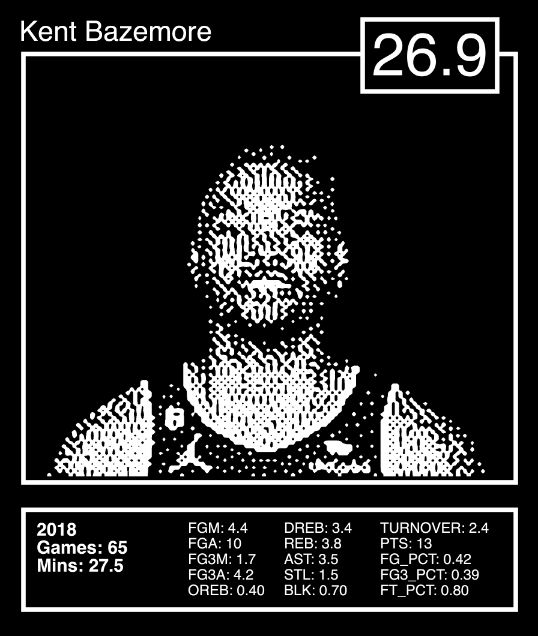 Kent Bazemore
26.9
2018
Games: 65
Mins: 27.5
FGM: 4.4
FGA: 10
FG3M: 1.7
FG3A: 4.2
OREB: 0.40
DREB: 3.4
REB: 3.8
AST: 3.5
STL: 1.5
BLK: 0.70
TURNOVER: 2.4
PTS: 13
FG_PCT: 0.42
FG3_PCT: 0.39
FT_PCT: 0.80